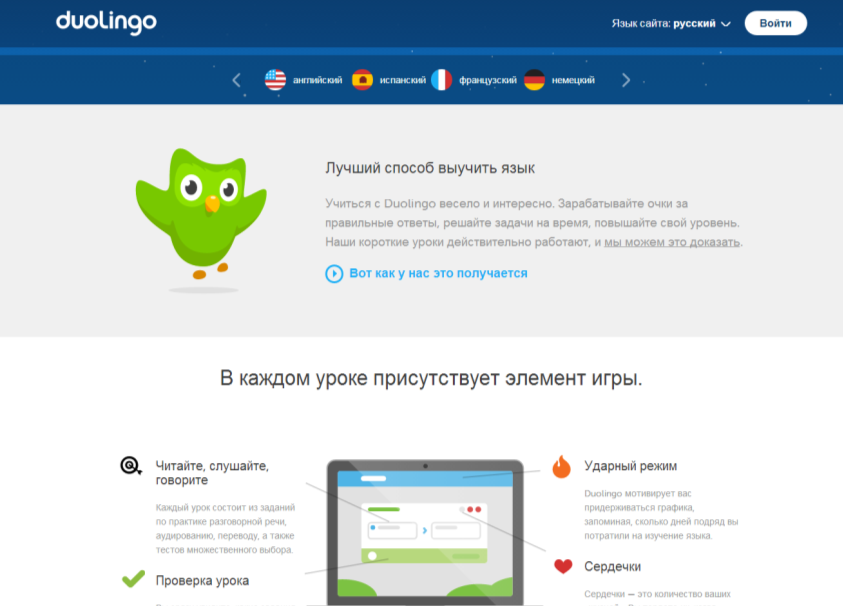 duolingo
Язык сайта: русский
Войти
английский
испанский
французский
немецкий
Лучший способ выучить язык
Учиться с Duolingo весело и интересно. Зарабатывайте очки за
правильные ответы, решайте задачи на время, повышайте свой уровень.
Наши короткие уроки действительно работают, и мы можем это доказать.
Вот как у нас это получается
В каждом уроке присутствует элемент игры.
Читайте, слушайте,
говорите
Каждый урок состоит из заданий
по практике разговорной речи,
аудированию, переводу, а также
тестов множественного выбора.
Проверка урока
Ударный режим
Duolingo мотивирует вас
придерживаться графика,
запоминая, сколько дней подряд вы
потратили на изучение языка.
Сердечки
Сердечки — это количество ваших